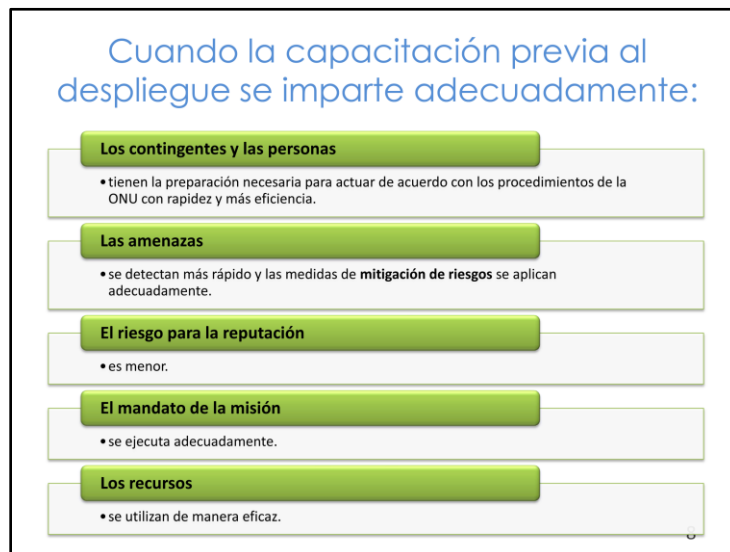 Cuando la capacitación previa al
despliegue se imparte adecuadamente:
Los contingentes y las personas
• tienen la preparación necesaria para actuar de acuerdo con los procedimientos de la
ONU con rapidez y más eficiencia.
Las amenazas
• se detectan más rápido y las medidas de mitigación de riesgos se aplican
adecuadamente.
El riesgo para la reputación
• es menor.
El mandato de la misión
• se ejecuta adecuadamente.
Los recursos
• se utilizan de manera eficaz.
8